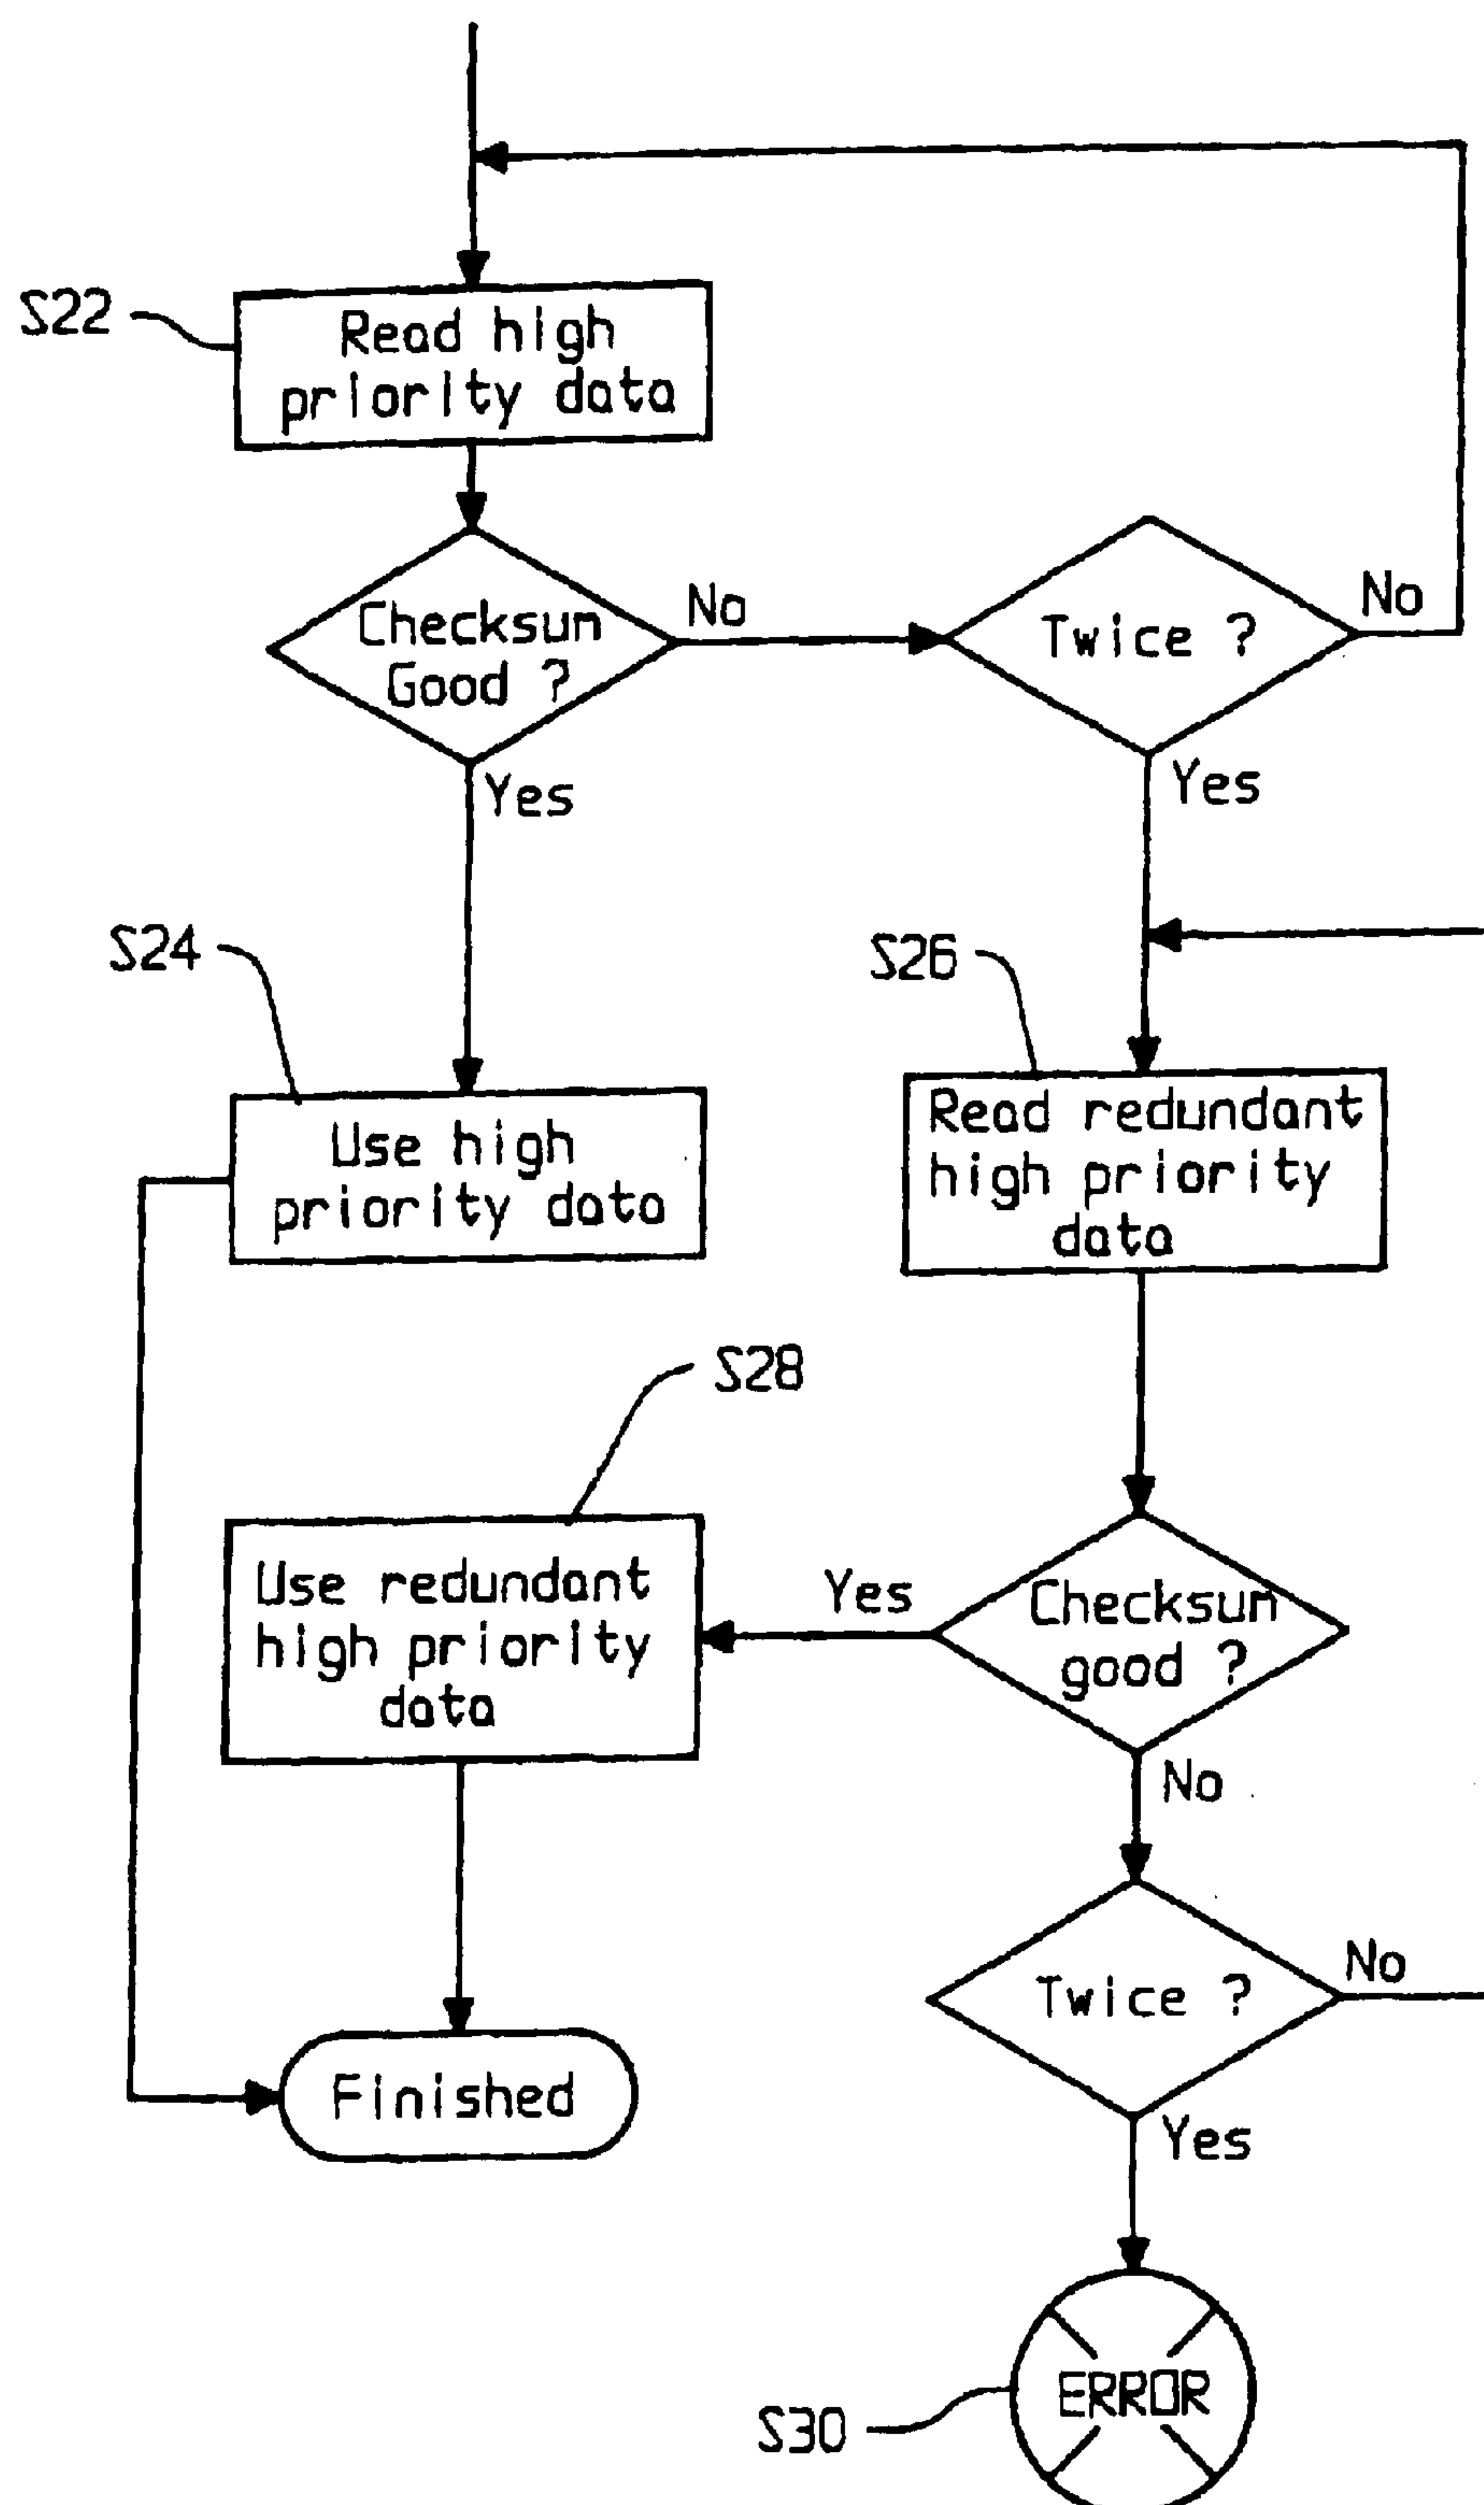 S22
Read high
priority data
Checksum
Good ?
No
Twice ?
No
Yes
Yes
S24
S26
Use high
priority data
Read redundant
high priority
data
S28
Use redundant
high priority
data
Yes
Checksum
good ?
No
Twice ?
No
Finished
Yes
S30
ERROR